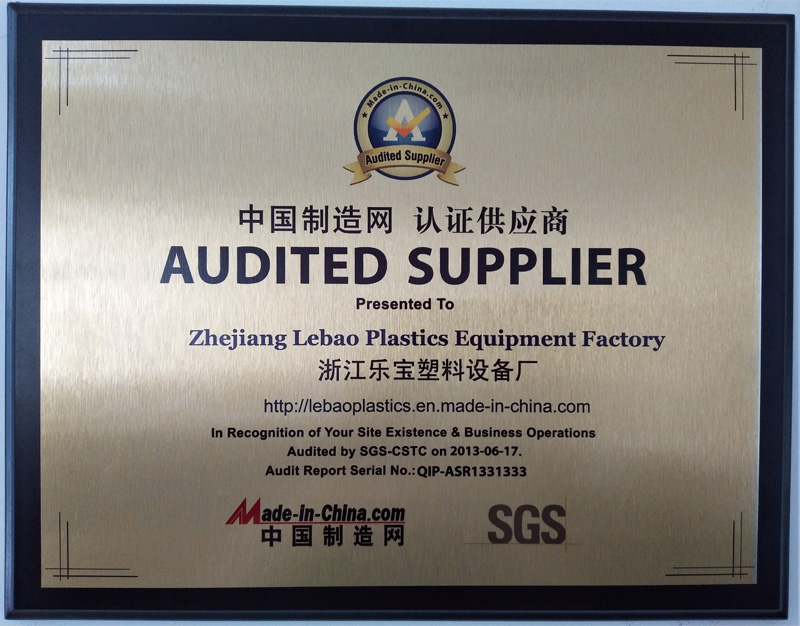 Made-in-China.com
A
Audited Supplier
中国制造网 认证供应商
AUDITED SUPPLIER
Presented To
Zhejiang Lebao Plastics Equipment Factory
浙江乐宝塑料设备厂
http://lebaoplastics.en.made-in-china.com
In Recognition of Your Site Existence & Business Operations
Audited by SGS-CSTC on 2013-06-17.
Audit Report Serial No.: QIP-ASR1331333
Made-in-China.com
中国制造网
SGS